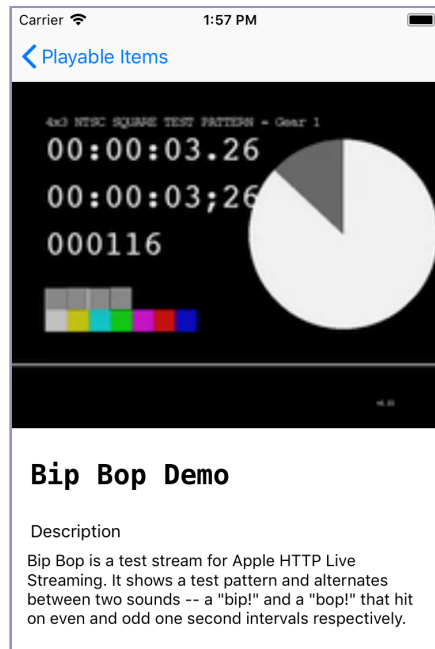 Carrier 1:57 PM
Playable Items
4x3 NTSC SQUARE TEST PATTERN - Gear 1
00:00:03.26
00:00:03;26
000116
Bip Bop Demo
Description
Bip Bop is a test stream for Apple HTTP Live
Streaming. It shows a test pattern and alternates
between two sounds -- a "bip!" and a "bop!" that hit
on even and odd one second intervals respectively.